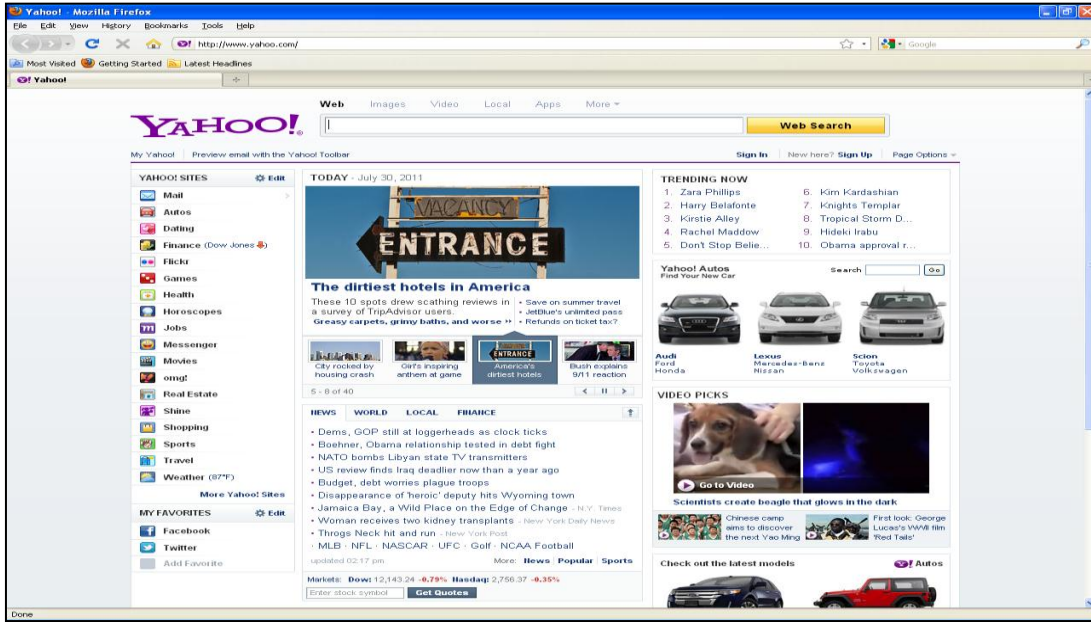 Yahoo! - Mozilla Firefox
File Edit View History Bookmarks Tools Help
http://www.yahoo.com/
Google
Most Visited Getting Started Latest Headlines
Yahoo!
Web Images Video Local Apps More
YAHOO!
Web Search
My Yahoo! Preview email with the Yahoo! Toolbar
Sign In New here? Sign Up Page Options
YAHOO! SITES Edit
Mail
Autos
Dating
Finance (Dow Jones)
Flickr
Games
Health
Horoscopes
Jobs
Messenger
Movies
omg!
Real Estate
Shine
Shopping
Sports
Travel
Weather (87°F)
More Yahoo! Sites
MY FAVORITES Edit
Facebook
Twitter
Add Favorite
TODAY - July 30, 2011
VACANCY
ENTRANCE
The dirtiest hotels in America
These 10 spots drew scathing reviews in
a survey of TripAdvisor users.
Greasy carpets, grimy baths, and worse »
• Save on summer travel
• JetBlue's unlimited pass
• Refunds on ticket tax?
City rocked by
housing crash
Girl's inspiring
anthem at game
ENTRANCE
America's
dirtiest hotels
Bush explains
9/11 reaction
5 - 8 of 40
NEWS WORLD LOCAL FINANCE
• Dems, GOP still at loggerheads as clock ticks
• Boehner, Obama relationship tested in debt fight
• NATO bombs Libyan state TV transmitters
• US review finds Iraq deadlier now than a year ago
• Budget, debt worries plague troops
• Disappearance of 'heroic' deputy hits Wyoming town
• Jamaica Bay, a Wild Place on the Edge of Change - N.Y. Times
• Woman receives two kidney transplants - New York Daily News
• Throgs Neck hit and run - New York Post
• MLB · NFL · NASCAR · UFC · Golf · NCAA Football
updated 02:17 pm More: News Popular Sports
Markets: Dow: 12,143.24 -0.79% Nasdaq: 2,756.37 -0.35%
Enter stock symbol Get Quotes
TRENDING NOW
1. Zara Phillips
2. Harry Belafonte
3. Kirstie Alley
4. Rachel Maddow
5. Don't Stop Belie...
6. Kim Kardashian
7. Knights Templar
8. Tropical Storm D...
9. Hideki Irabu
10. Obama approval r...
Yahoo! Autos
Find Your New Car
Search Go
Audi
Ford
Honda
Lexus
Mercedes-Benz
Nissan
Scion
Toyota
Volkswagen
VIDEO PICKS
Go to Video
Scientists create beagle that glows in the dark
Chinese camp
aims to discover
the next Yao Ming
First look: George
Lucas's WWII film
'Red Tails'
Check out the latest models Y! Autos
Done